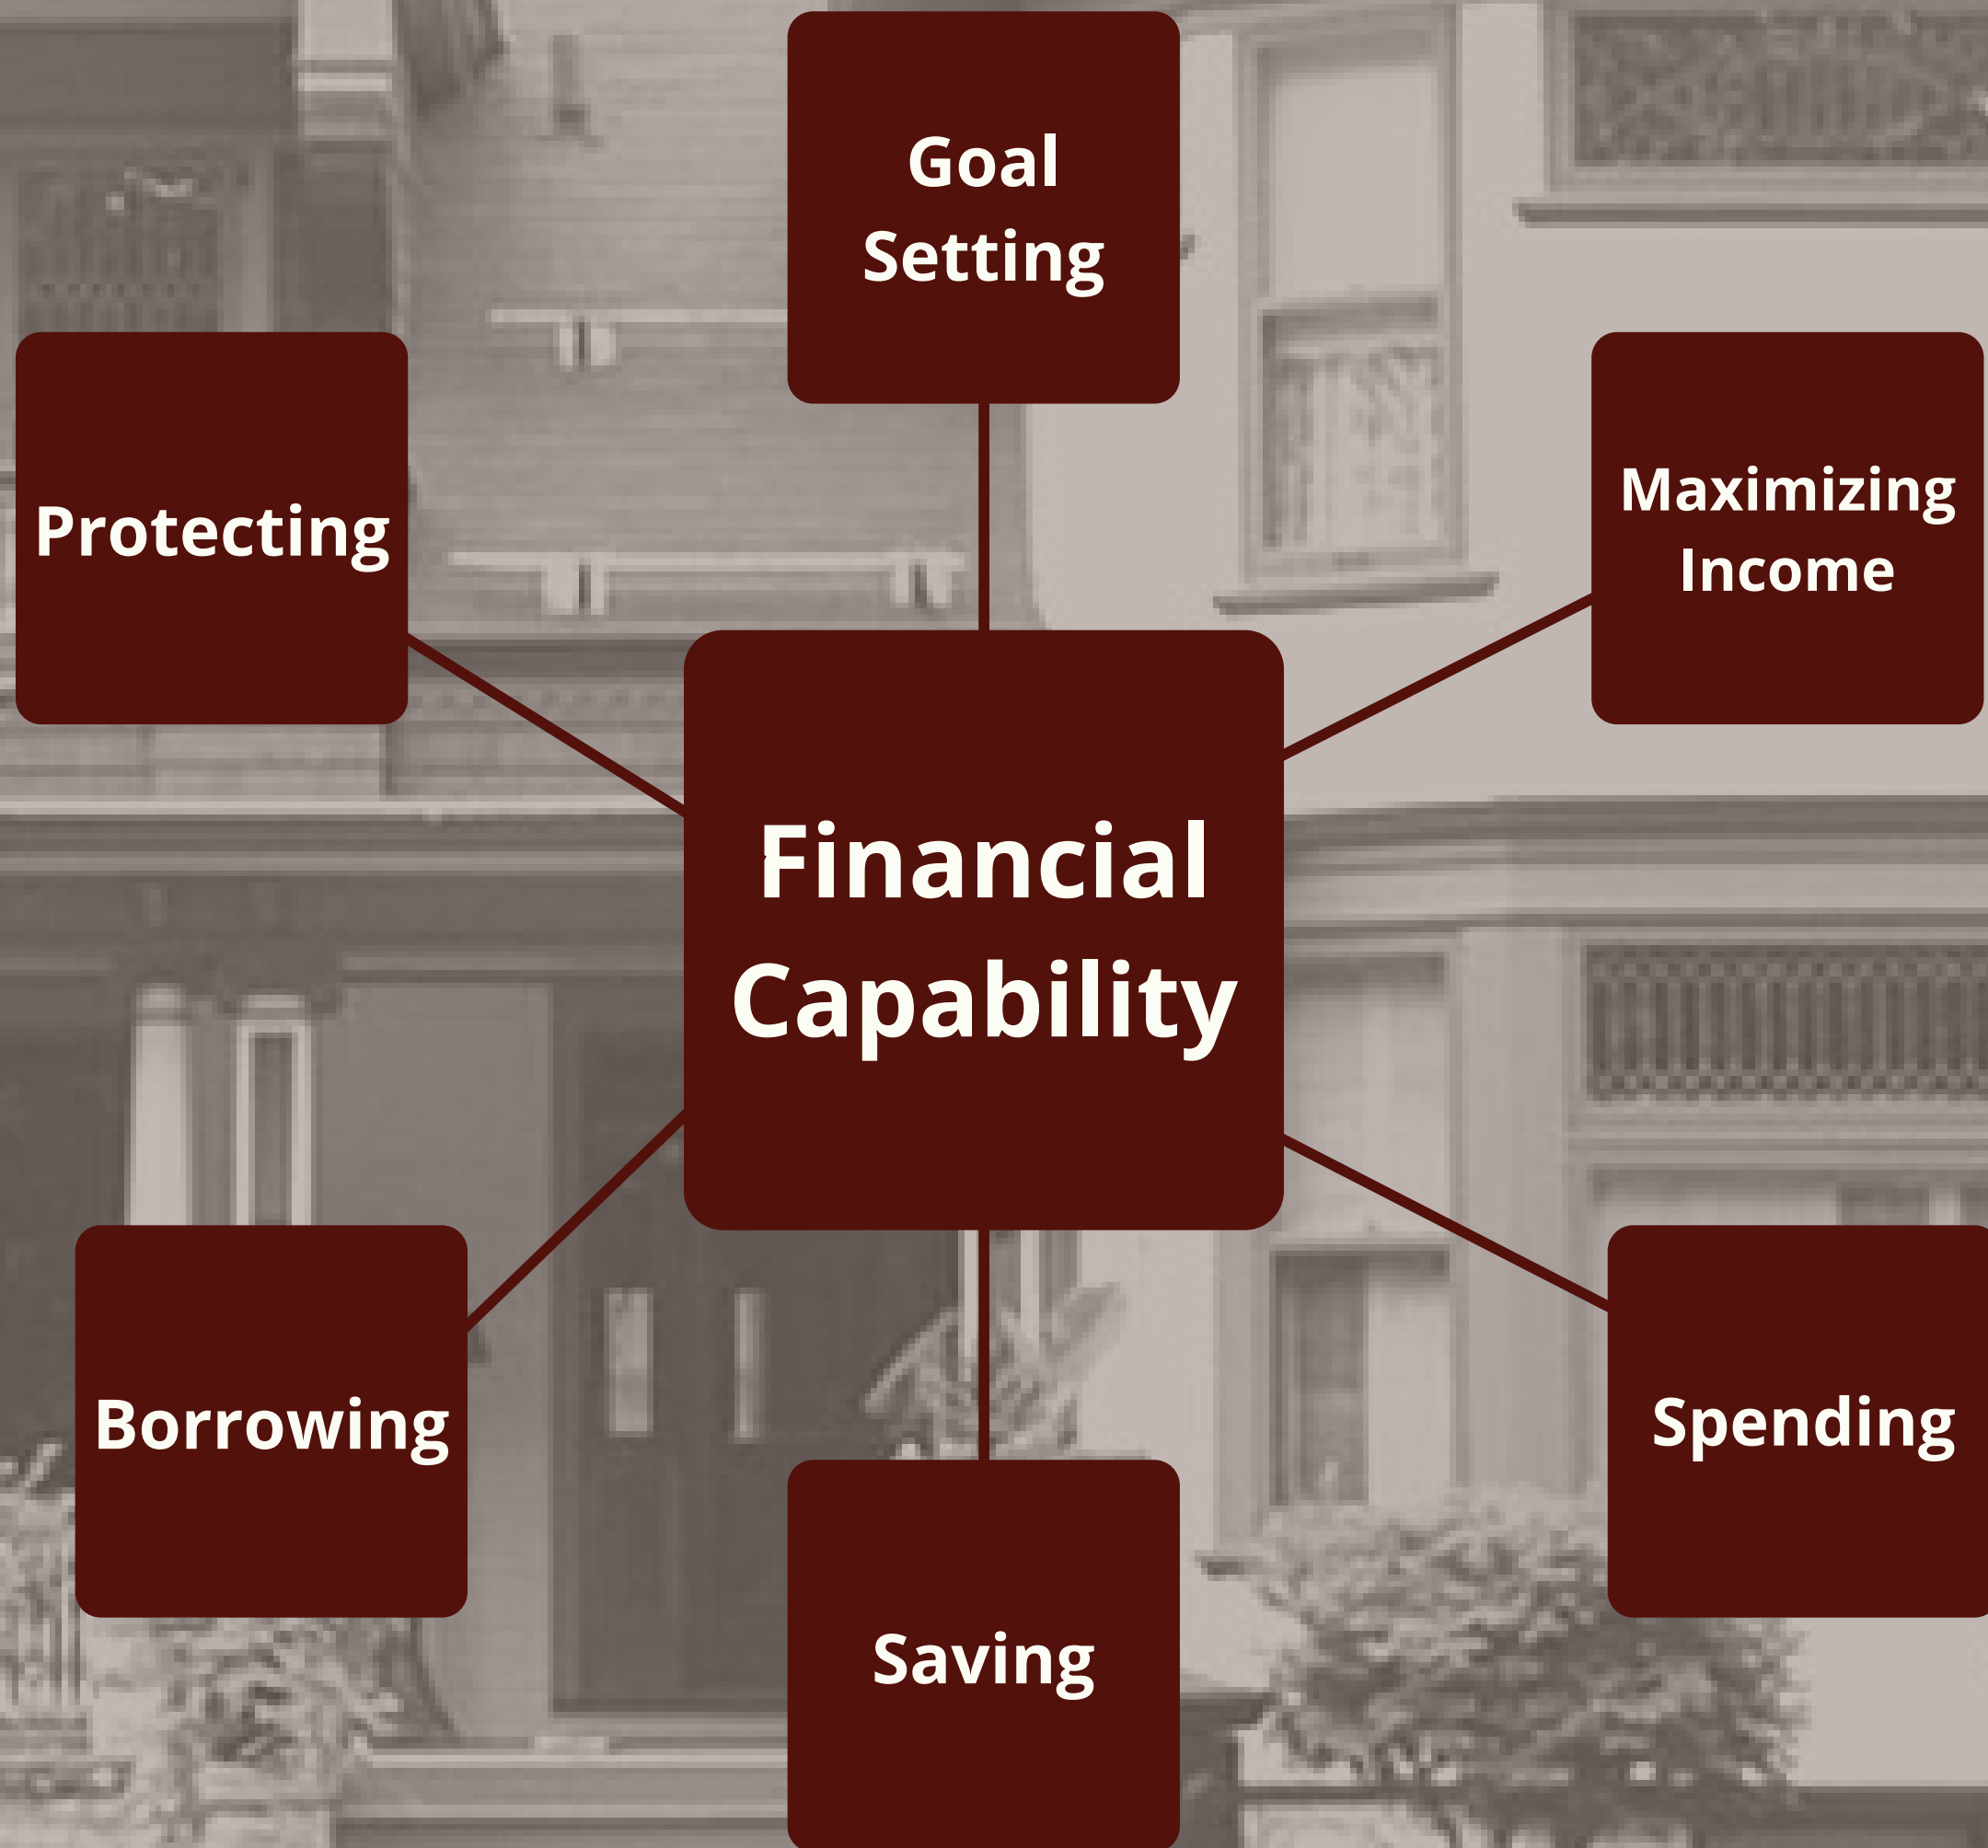 Goal
Setting
Protecting
Maximizing
Income
Financial
Capability
Borrowing
Spending
Saving